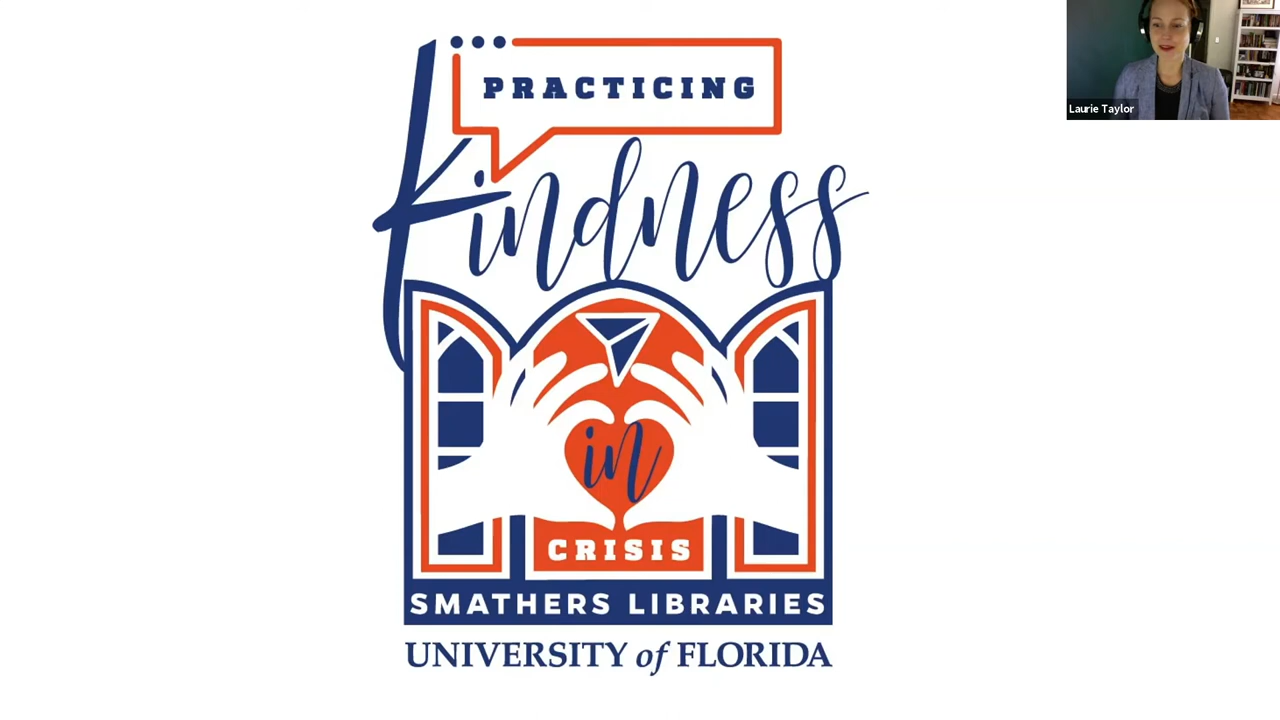 PRACTICING
Kindness
in
CRISIS
SMATHERS LIBRARIES
UNIVERSITY of FLORIDA
Laurie Taylor